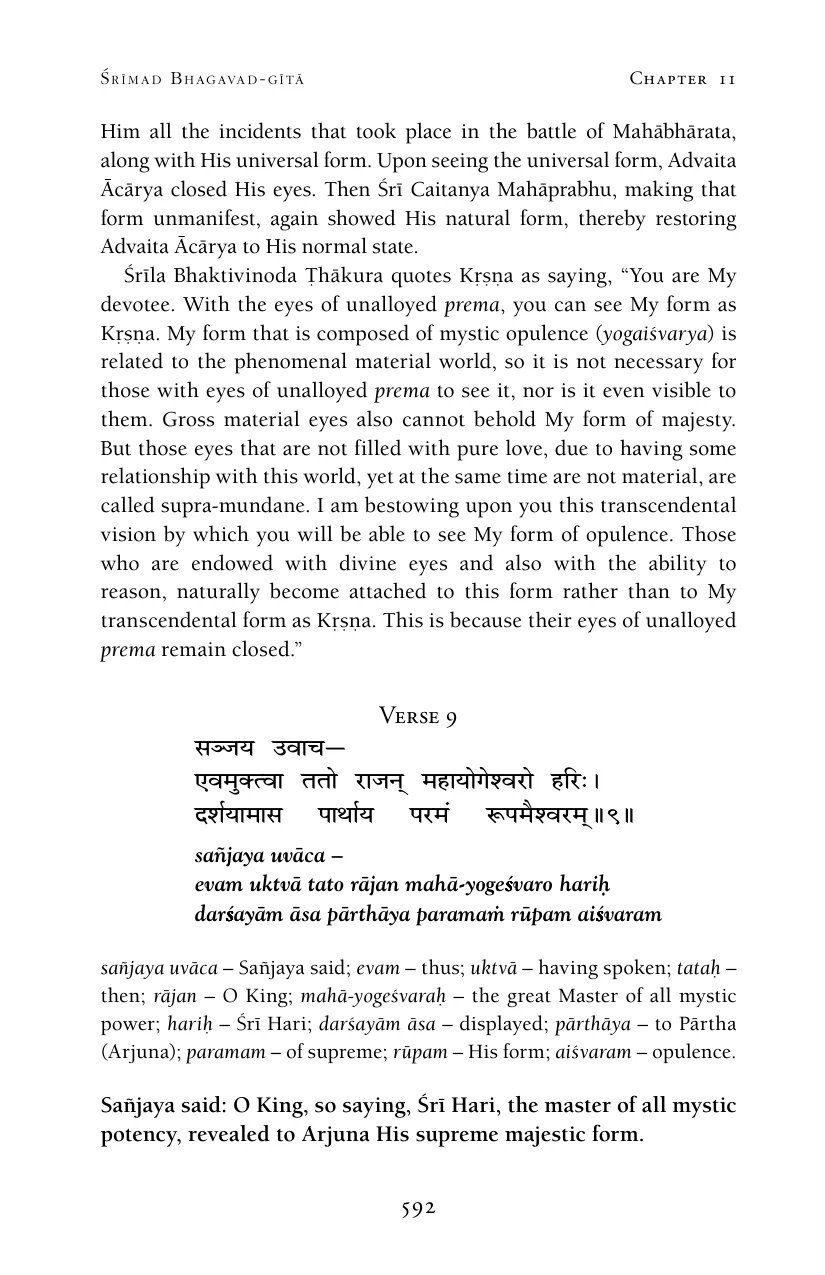 Śrīmad Bhagavad-gītā Chapter 11
Him all the incidents that took place in the battle of Mahābhārata,
along with His universal form. Upon seeing the universal form, Advaita
Ācārya closed His eyes. Then Śrī Caitanya Mahāprabhu, making that
form unmanifest, again showed His natural form, thereby restoring
Advaita Ācārya to His normal state.
Śrīla Bhaktivinoda Ṭhākura quotes Kṛṣṇa as saying, “You are My
devotee. With the eyes of unalloyed prema, you can see My form as
Kṛṣṇa. My form that is composed of mystic opulence (yogaiśvarya) is
related to the phenomenal material world, so it is not necessary for
those with eyes of unalloyed prema to see it, nor is it even visible to
them. Gross material eyes also cannot behold My form of majesty.
But those eyes that are not filled with pure love, due to having some
relationship with this world, yet at the same time are not material, are
called supra-mundane. I am bestowing upon you this transcendental
vision by which you will be able to see My form of opulence. Those
who are endowed with divine eyes and also with the ability to
reason, naturally become attached to this form rather than to My
transcendental form as Kṛṣṇa. This is because their eyes of unalloyed
prema remain closed.”
Verse 9
सञ्जय उवाच—
एवमुक्त्वा ततो राजन् महायोगेश्वरो हरिः।
दर्शयामास पार्थाय परमं रूपमैश्वरम्॥९॥
sañjaya uvāca –
evam uktvā tato rājan mahā-yogeśvaro hariḥ
darśayām āsa pārthāya paramaṁ rūpam aiśvaram
sañjaya uvāca – Sañjaya said; evam – thus; uktvā – having spoken; tataḥ –
then; rājan – O King; mahā-yogeśvaraḥ – the great Master of all mystic
power; hariḥ – Śrī Hari; darśayām āsa – displayed; pārthāya – to Pārtha
(Arjuna); paramam – of supreme; rūpam – His form; aiśvaram – opulence.
Sañjaya said: O King, so saying, Śrī Hari, the master of all mystic
potency, revealed to Arjuna His supreme majestic form.
592